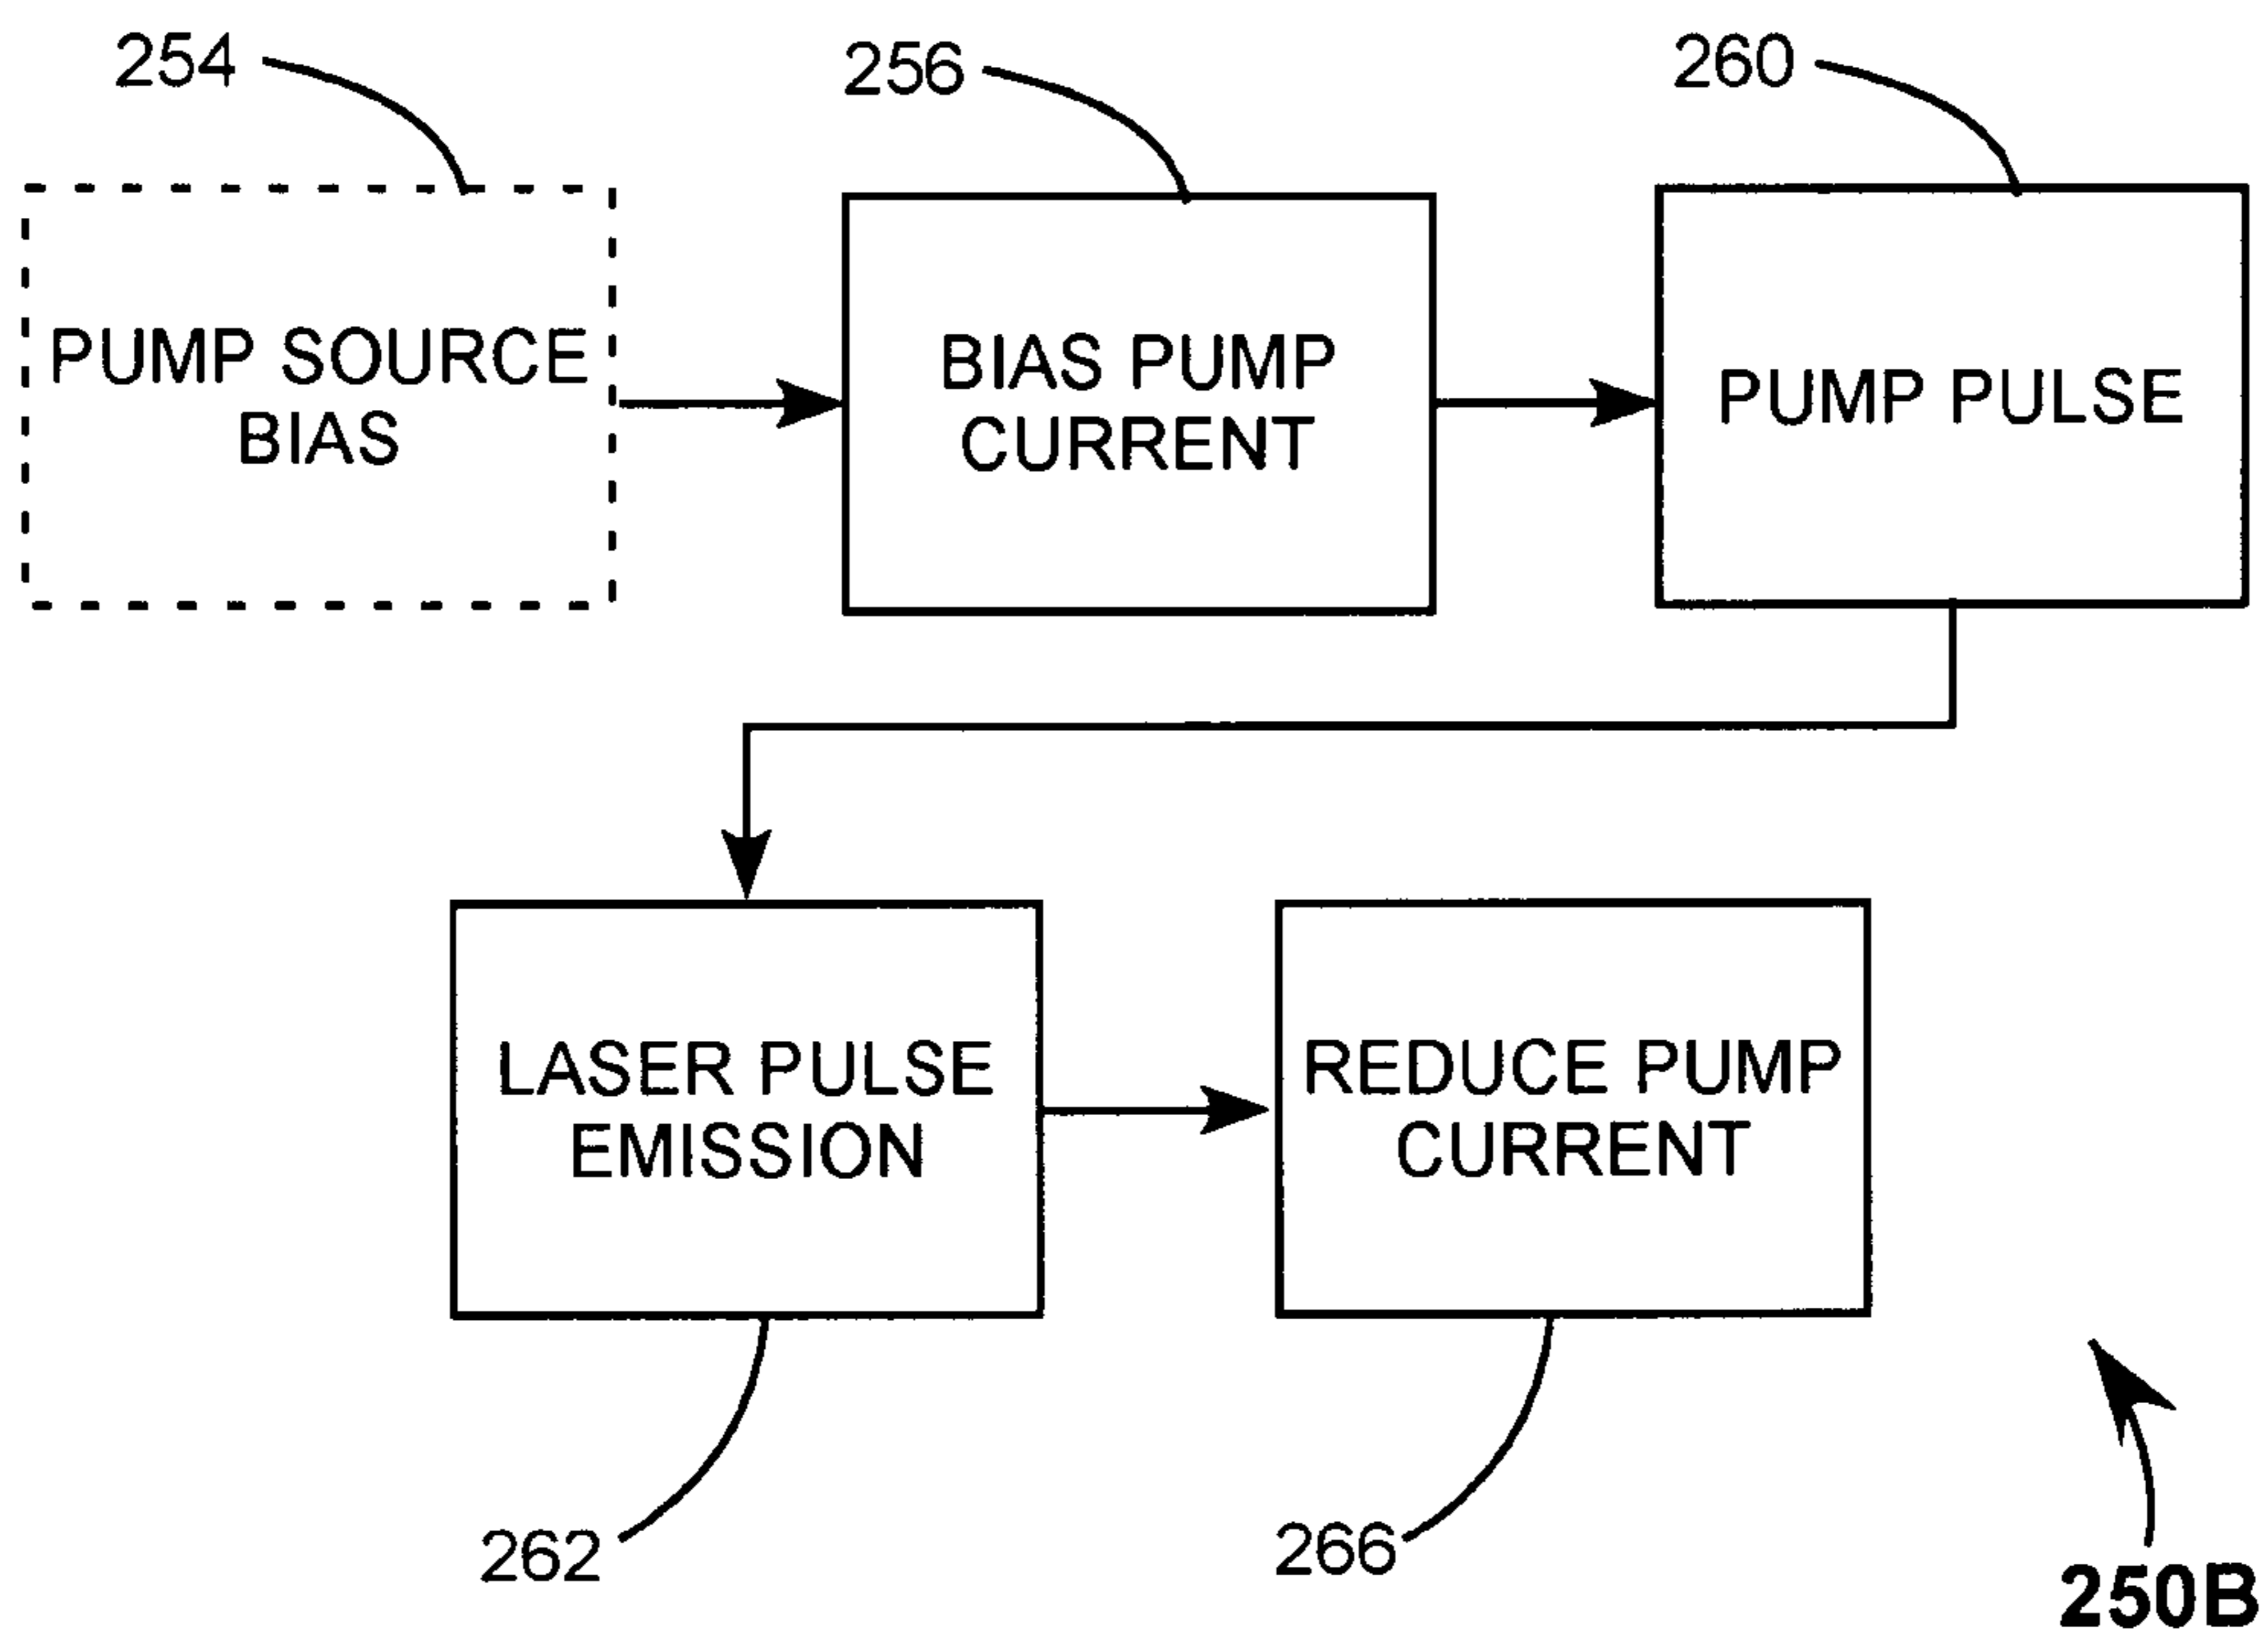 254
256
260
PUMP SOURCE
BIAS
BIAS PUMP
CURRENT
PUMP PULSE
LASER PULSE
EMISSION
REDUCE PUMP
CURRENT
262
266
250B